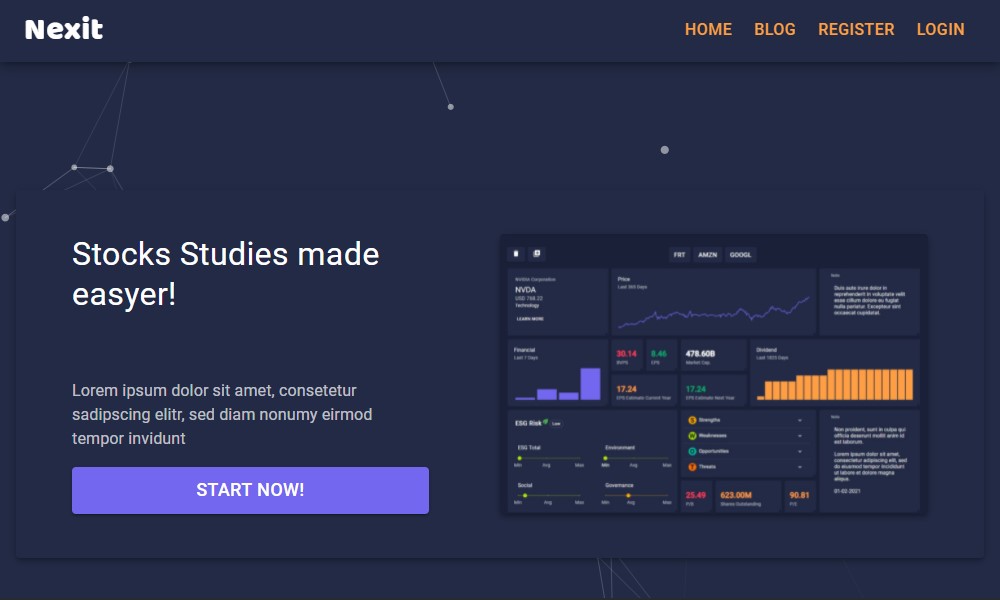 Nexit
HOME BLOG REGISTER LOGIN
Stocks Studies made
easyer!
Lorem ipsum dolor sit amet, consetetur
sadipscing elitr, sed diam nonumy eirmod
tempor invidunt
START NOW!
FRT AMZN GOOGL
NVIDIA Corporation
NVDA
USD 788.22
Technology
LEARN MORE
Price
Last 365 Days
Note
Duis aute irure dolor in
reprehenderit in voluptate velit
esse cillum dolore eu fugiat
nulla pariatur. Excepteur sint
occaecat cupidatat.
Financial
Last 7 Days
30.14
BVPS
8.46
EPS
478.60B
Market Cap
17.24
EPS Estimate Current Year
17.24
EPS Estimate Next Year
Dividend
Last 1825 Days
ESG Risk
Low
ESG Total
Min Avg Max
Environment
Min Avg Max
Social
Min Avg Max
Governance
Min Avg Max
S Strengths
W Weaknesses
O Opportunities
T Threats
25.49
P/B
623.00M
Shares Outstanding
90.81
P/E
Note
Non proident, sunt in culpa qui
officia deserunt mollit anim id
est laborum.
Lorem ipsum dolor sit amet,
consectetur adipiscing elit, sed
do eiusmod tempor incididunt
ut labore et dolore magna
aliqua.
01-02-2021